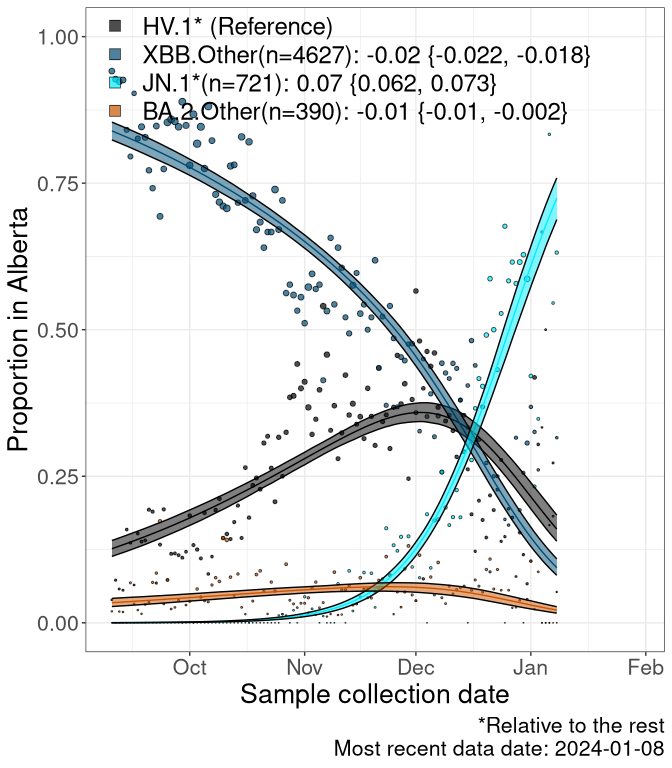 HV.1* (Reference)
XBB.Other(n=4627): -0.02 {-0.022, -0.018}
JN.1*(n=721): 0.07 {0.062, 0.073}
BA.2.Other(n=390): -0.01 {-0.01, -0.002}
1.00
0.75
0.50
0.25
0.00
Proportion in Alberta
Oct Nov Dec Jan Feb
Sample collection date
*Relative to the rest
Most recent data date: 2024-01-08